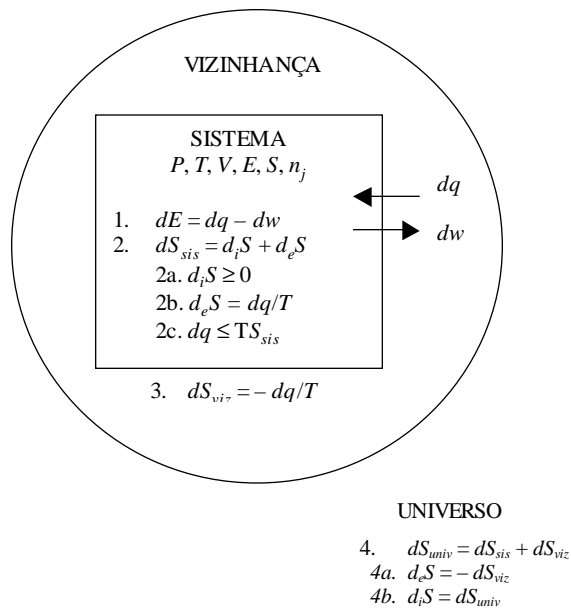 VIZINHANÇA
SISTEMA
P, T, V, E, S, n_j
dq
dw
1. dE = dq – dw
2. dS_sis = d_iS + d_eS
2a. d_iS ≥ 0
2b. d_eS = dq/T
2c. dq ≤ TS_sis
3. dS_viz = – dq/T
UNIVERSO
4. dS_univ = dS_sis + dS_viz
4a. d_eS = – dS_viz
4b. d_iS = dS_univ